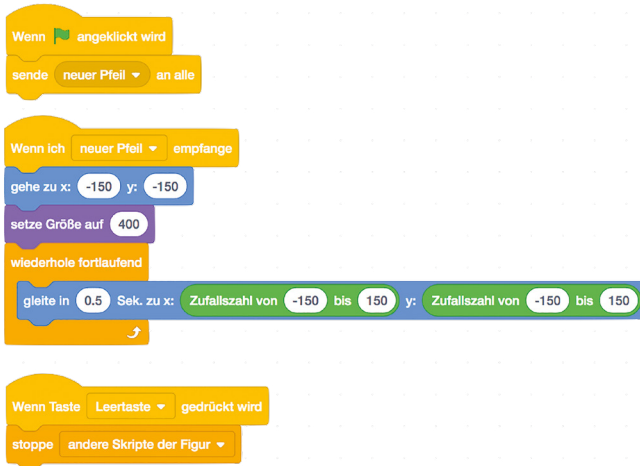 Wenn angeklickt wird
sende neuer Pfeil an alle
Wenn ich neuer Pfeil empfange
gehe zu x: -150 y: -150
setze Größe auf 400
wiederhole fortlaufend
gleite in 0.5 Sek. zu x: Zufallszahl von -150 bis 150 y: Zufallszahl von -150 bis 150
Wenn Taste Leertaste gedrückt wird
stoppe andere Skripte der Figur